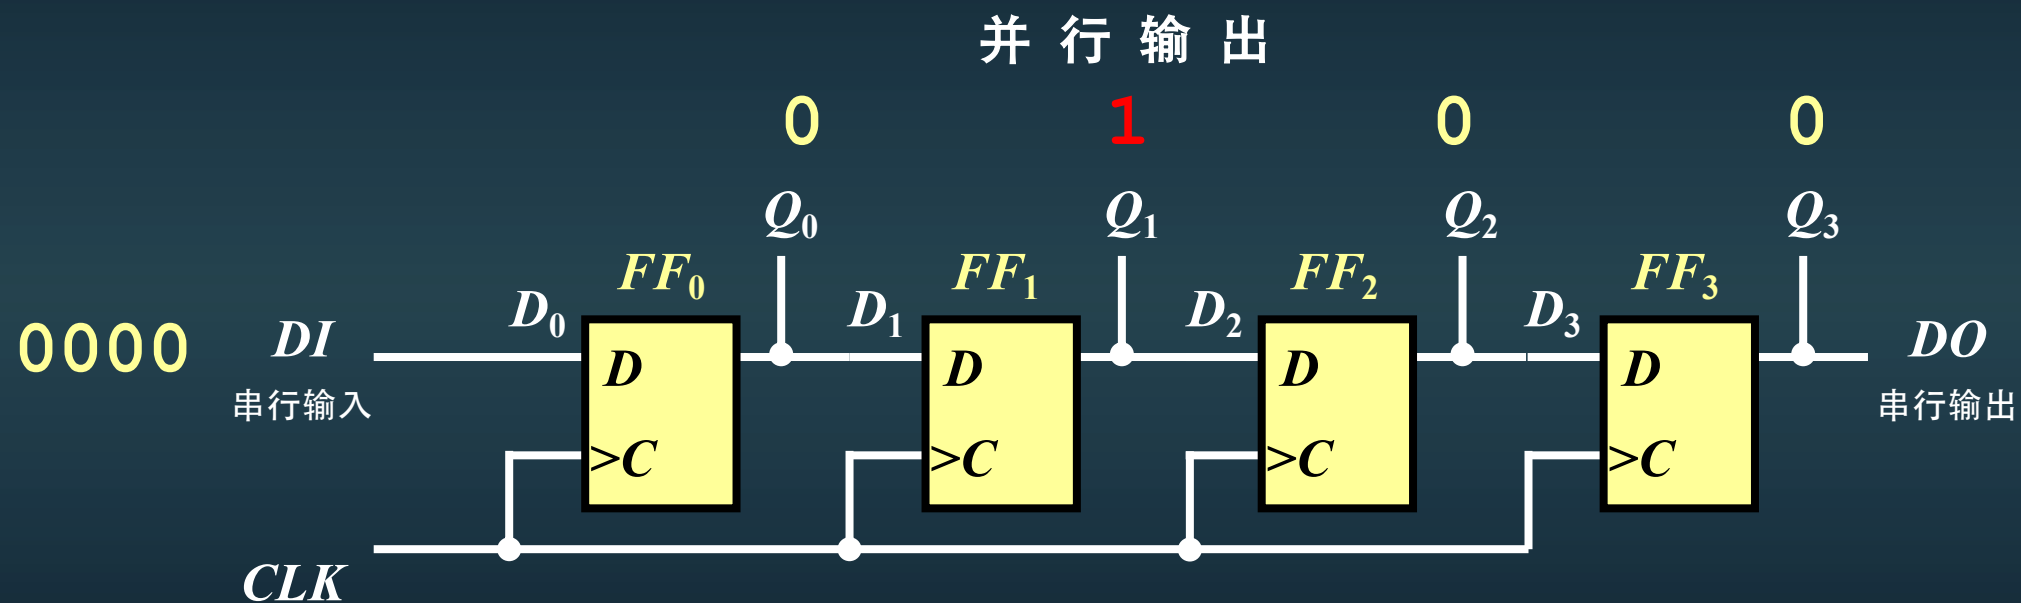 并行输出
0 1 0 0
Q0 Q1 Q2 Q3
FF0 FF1 FF2 FF3
D0 D1 D2 D3
0000 DI DO
D D D D
串行输入 串行输出
>C >C >C >C
CLK